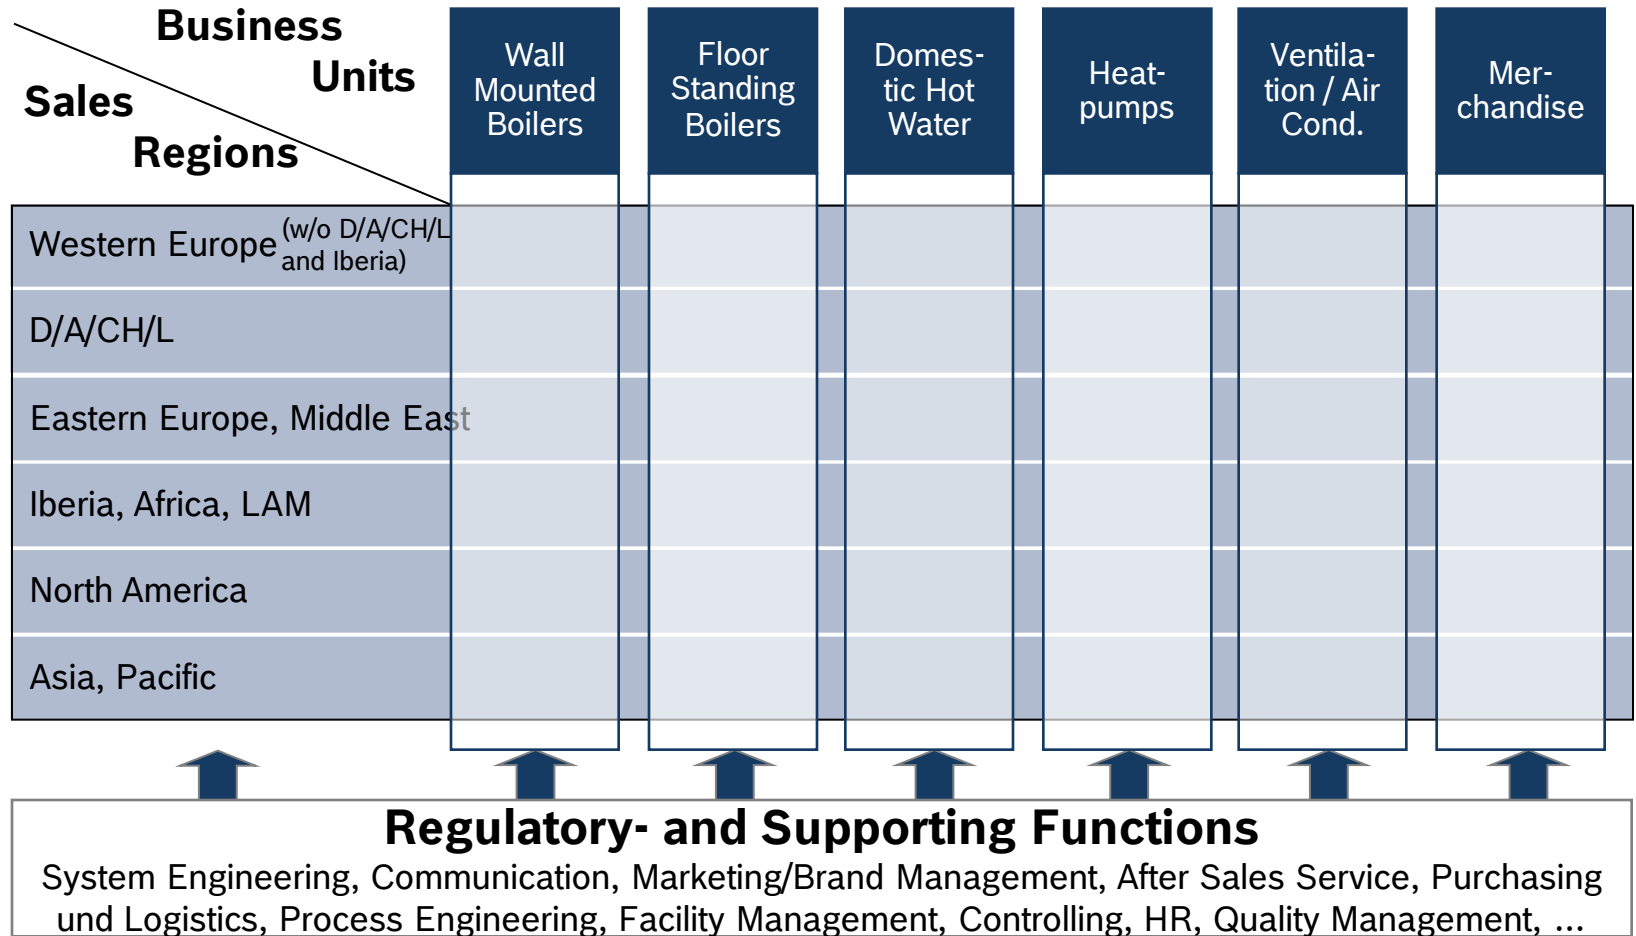 Business
Units
Sales
Regions
Wall
Mounted
Boilers
Floor
Standing
Boilers
Domes-
tic Hot
Water
Heat-
pumps
Ventila-
tion / Air
Cond.
Mer-
chandise
Western Europe (w/o D/A/CH/L
and Iberia)
D/A/CH/L
Eastern Europe, Middle East
Iberia, Africa, LAM
North America
Asia, Pacific
Regulatory- and Supporting Functions
System Engineering, Communication, Marketing/Brand Management, After Sales Service, Purchasing
und Logistics, Process Engineering, Facility Management, Controlling, HR, Quality Management, ...